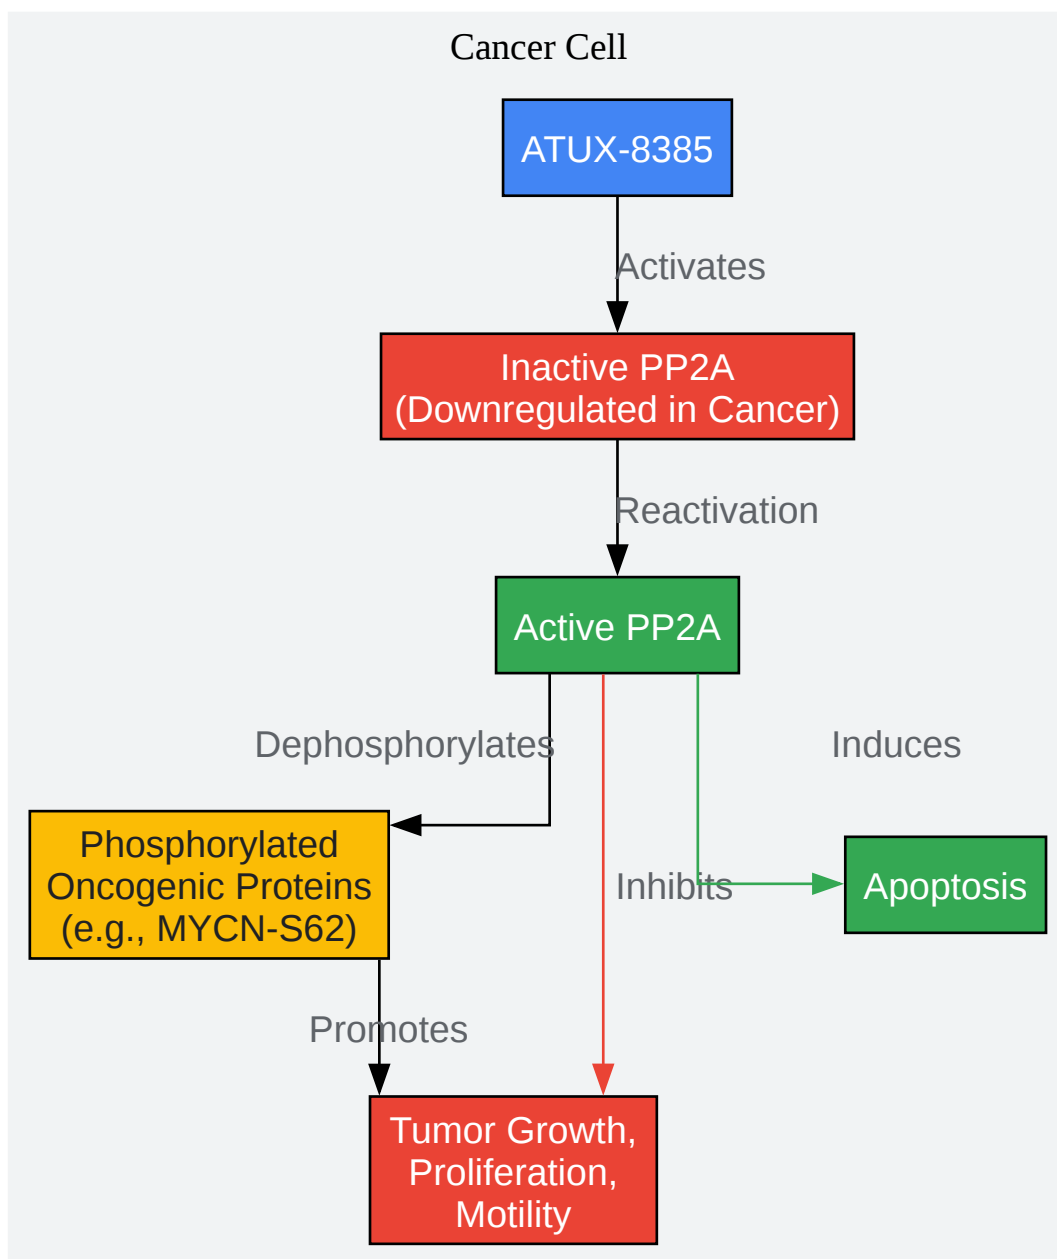 Cancer Cell
ATUX-8385
Activates
Inactive PP2A
(Downregulated in Cancer)
Reactivation
Active PP2A
Dephosphorylates
Induces
Phosphorylated
Oncogenic Proteins
(e.g., MYCN-S62)
Inhibits
Apoptosis
Promotes
Tumor Growth,
Proliferation,
Motility